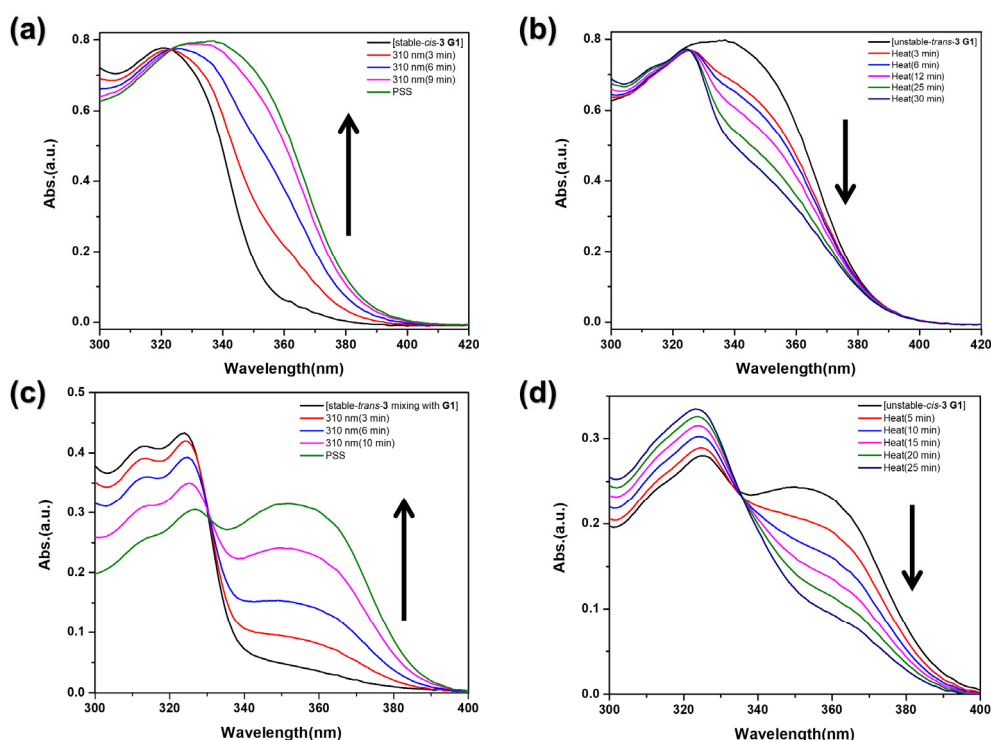 (a)
[stable-cis-3 G1]
310 nm(3 min)
310 nm(6 min)
310 nm(9 min)
PSS
Abs.(a.u.)
0.8
0.6
0.4
0.2
0.0
300 320 340 360 380 400 420
Wavelength(nm)
(b)
[unstable-trans-3 G1]
Heat(3 min)
Heat(6 min)
Heat(12 min)
Heat(25 min)
Heat(30 min)
Abs.(a.u.)
0.8
0.6
0.4
0.2
0.0
300 320 340 360 380 400 420
Wavelength(nm)
(c)
[stable-trans-3 mixing with G1]
310 nm(3 min)
310 nm(6 min)
310 nm(10 min)
PSS
Abs.(a.u.)
0.5
0.4
0.3
0.2
0.1
0.0
300 320 340 360 380 400
Wavelength(nm)
(d)
[unstable-cis-3 G1]
Heat(5 min)
Heat(10 min)
Heat(15 min)
Heat(20 min)
Heat(25 min)
Abs.(a.u.)
0.3
0.2
0.1
0.0
300 320 340 360 380 400
Wavelength(nm)